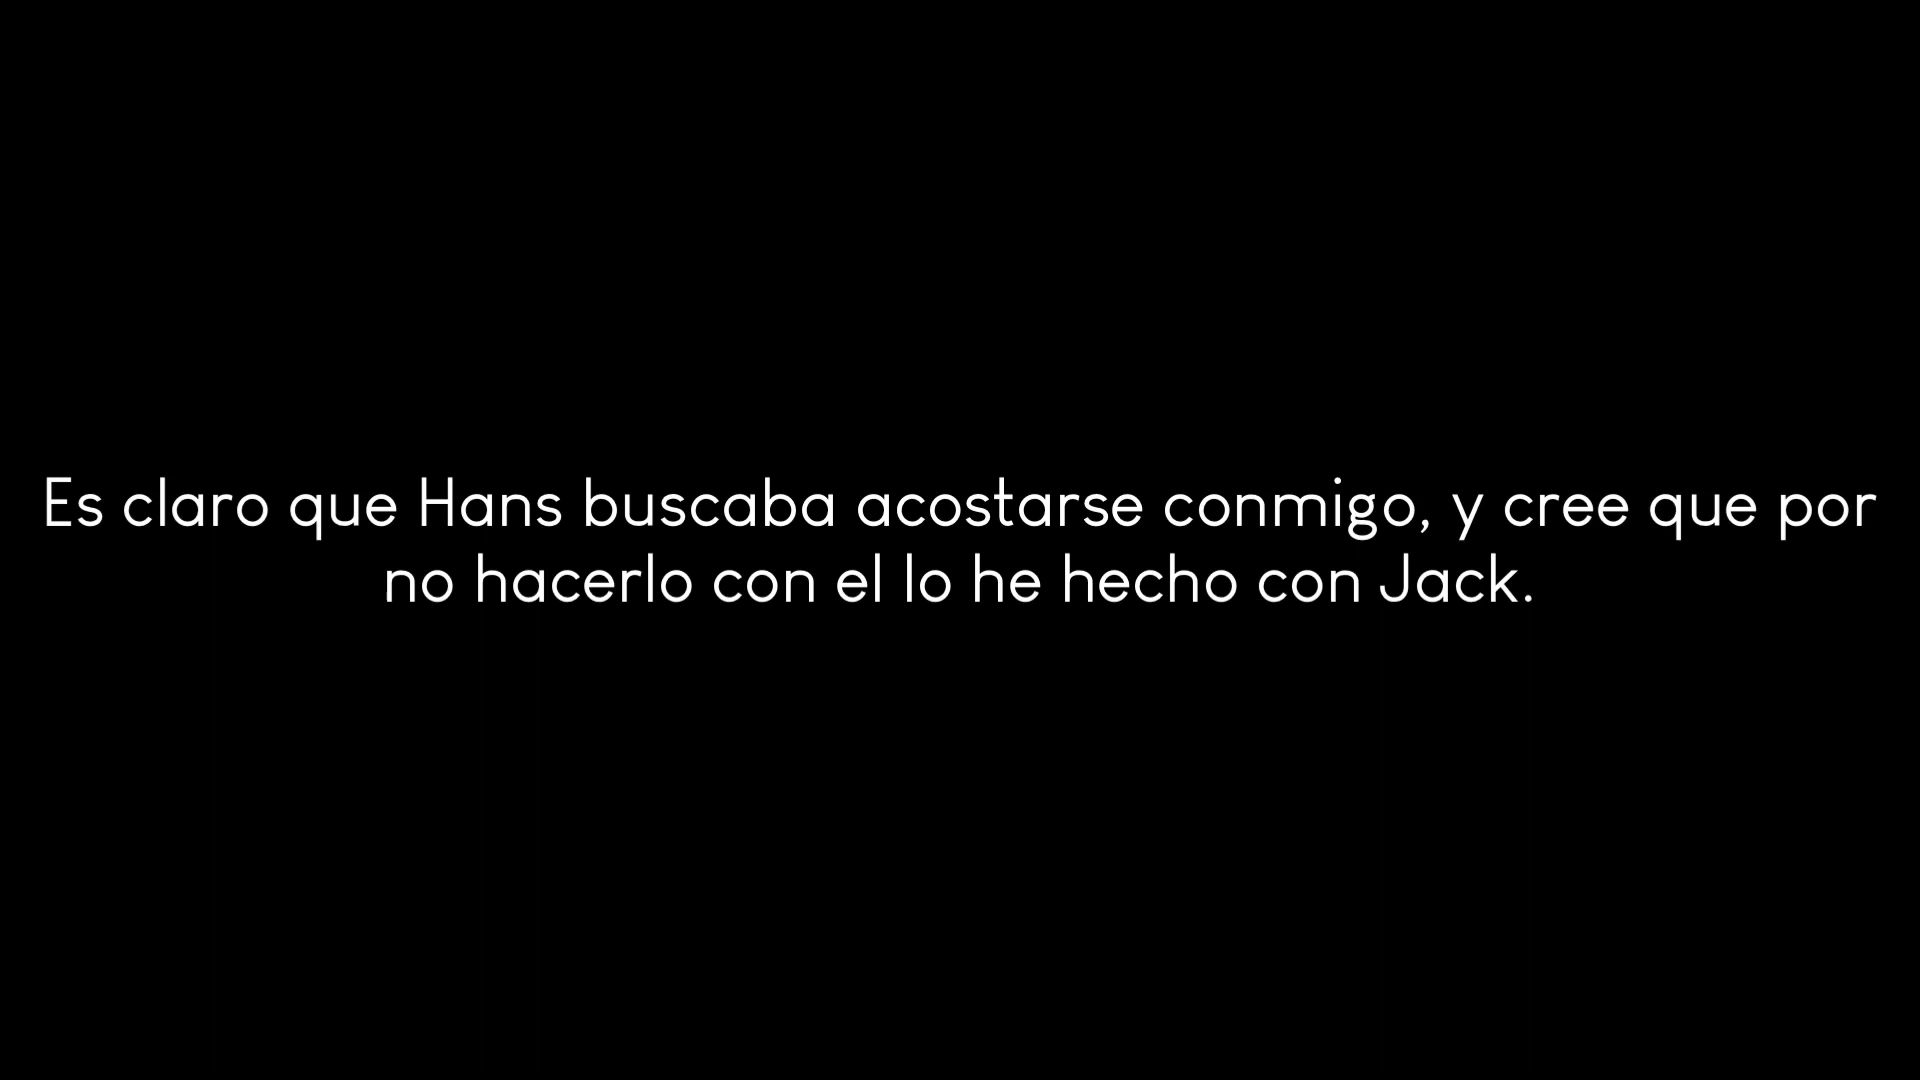 Es claro que Hans buscaba acostarse conmigo, y cree que por
no hacerlo con el lo he hecho con Jack.